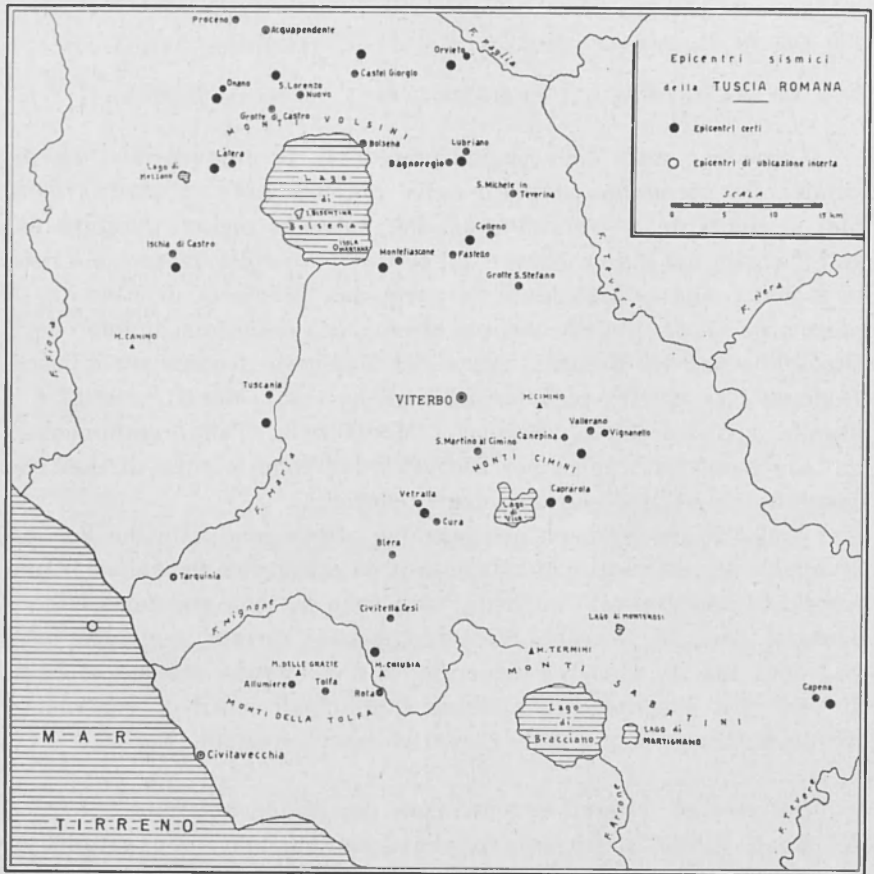 Proceno
Acquapendente
Orvieto
Epicentri sismici
della TUSCIA ROMANA
Epicentri certi
Epicentri di ubicazione incerta
SCALA
5 10 15 km
Castel Giorgio
Onano
S. Lorenzo
Nuovo
Grotte di Castro
MONTI VOLSINI
Bolsena
Lubriano
Bagnoregio
Latera
Lago di
Mezzano
S. Michele in
Teverina
Lago
di
Bolsena
I. BISENTINA
ISOLA
MARTANA
Celleno
Ischia di Castro
Montefiascone
Fastello
Grotte S. Stefano
F. Nera
M. CANINO
F. Fiora
Tuscania
VITERBO
M. CIMINO
Vallerano
Vignanello
Canepina
S. Martino al Cimino
MONTI CIMINI
F. Marta
Vetralla
Cura
Lago
di
Vico
Caprarola
Blera
Tarquinia
F. Mignone
Civitella Cesi
LAGO DI MONTEROSI
M. TERMINI
M. DELLE GRAZIE
M. CHIUSIA
Allumiere
Tolfa
Rota
MONTI DELLA TOLFA
MONTI
SABATINI
Capena
Lago
di
Bracciano
LAGO DI
MARTIGNANO
MAR
TIRRENO
Civitavecchia
F. Arrone
F. Tevere